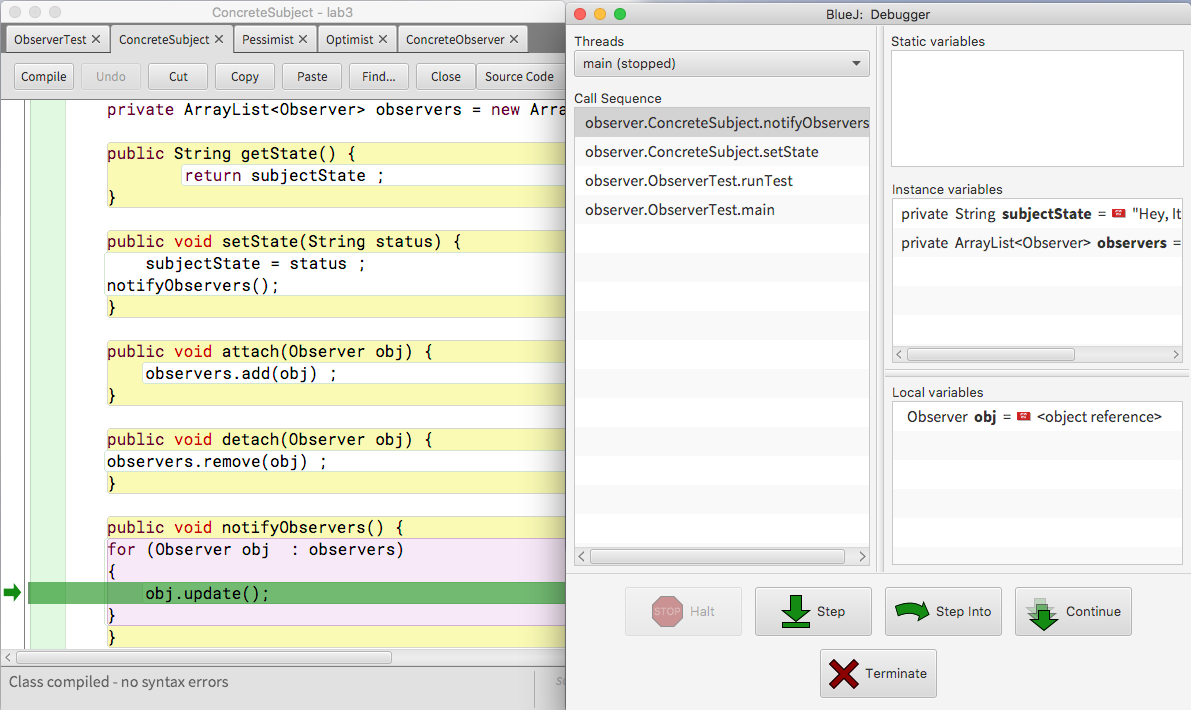 ConcreteSubject - lab3
ObserverTest ✕ ConcreteSubject ✕ Pessimist ✕ Optimist ✕ ConcreteObserver ✕
Compile Undo Cut Copy Paste Find... Close Source Code
private ArrayList<Observer> observers = new Arra
public String getState() {
return subjectState ;
}
public void setState(String status) {
subjectState = status ;
notifyObservers();
}
public void attach(Observer obj) {
observers.add(obj) ;
}
public void detach(Observer obj) {
observers.remove(obj) ;
}
public void notifyObservers() {
for (Observer obj  : observers)
{
obj.update();
}
}
Class compiled - no syntax errors
BlueJ: Debugger
Threads
main (stopped)
Call Sequence
observer.ConcreteSubject.notifyObservers
observer.ConcreteSubject.setState
observer.ObserverTest.runTest
observer.ObserverTest.main
Static variables
Instance variables
private String subjectState = "Hey, It
private ArrayList<Observer> observers =
Local variables
Observer obj = <object reference>
STOP Halt
Step
Step Into
Continue
Terminate